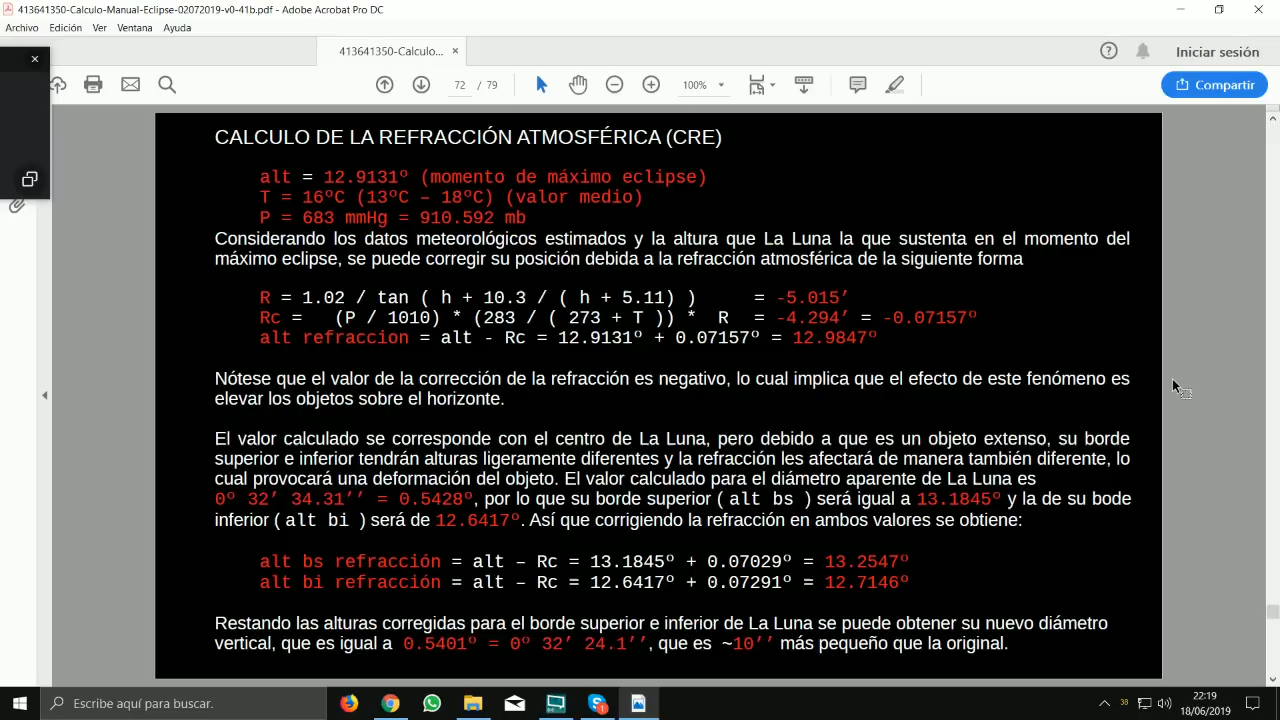 413641350-Calculo-Manual-Eclipse-02072019-v0-41b.pdf - Adobe Acrobat Pro DC
Archivo Edición Ver Ventana Ayuda
413641350-Calculo... ×
Iniciar sesión
72 / 79
100%
Compartir
CALCULO DE LA REFRACCIÓN ATMOSFÉRICA (CRE)
alt = 12.9131º (momento de máximo eclipse)
T = 16ºC (13ºC – 18ºC) (valor medio)
P = 683 mmHg = 910.592 mb
Considerando los datos meteorológicos estimados y la altura que La Luna la que sustenta en el momento del
máximo eclipse, se puede corregir su posición debida a la refracción atmosférica de la siguiente forma
R = 1.02 / tan ( h + 10.3 / ( h + 5.11) ) = -5.015’
Rc = (P / 1010) * (283 / ( 273 + T )) * R = -4.294’ = -0.07157º
alt refraccion = alt - Rc = 12.9131º + 0.07157º = 12.9847º
Nótese que el valor de la corrección de la refracción es negativo, lo cual implica que el efecto de este fenómeno es
elevar los objetos sobre el horizonte.
El valor calculado se corresponde con el centro de La Luna, pero debido a que es un objeto extenso, su borde
superior e inferior tendrán alturas ligeramente diferentes y la refracción les afectará de manera también diferente, lo
cual provocará una deformación del objeto. El valor calculado para el diámetro aparente de La Luna es
0º 32’ 34.31’’ = 0.5428º, por lo que su borde superior ( alt bs ) será igual a 13.1845º y la de su bode
inferior ( alt bi ) será de 12.6417º. Así que corrigiendo la refracción en ambos valores se obtiene:
alt bs refracción = alt – Rc = 13.1845º + 0.07029º = 13.2547º
alt bi refracción = alt – Rc = 12.6417º + 0.07291º = 12.7146º
Restando las alturas corregidas para el borde superior e inferior de La Luna se puede obtener su nuevo diámetro
vertical, que es igual a 0.5401º = 0º 32’ 24.1’’, que es ~10’’ más pequeño que la original.
Escribe aquí para buscar.
38
22:19
18/06/2019